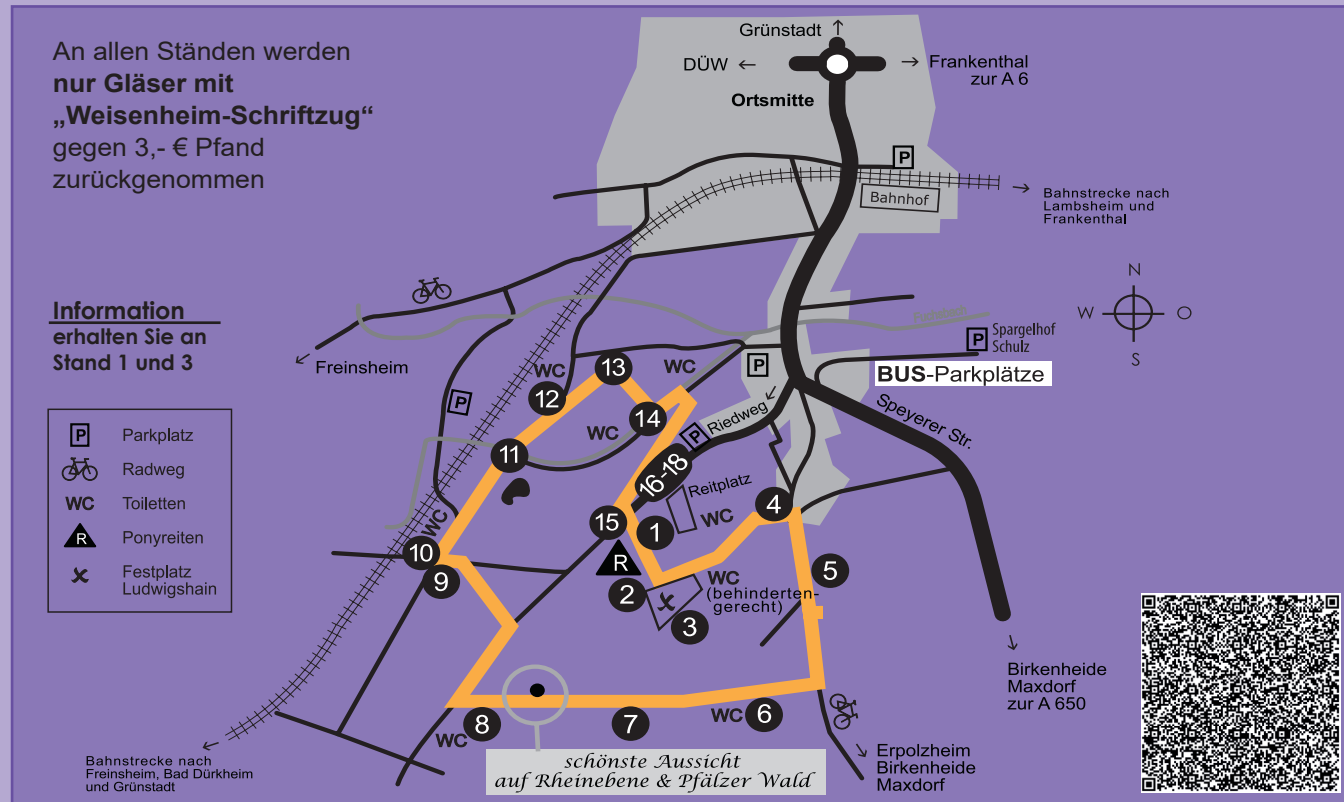 An allen Ständen werden
nur Gläser mit
„Weisenheim-Schriftzug“
gegen 3,- € Pfand
zurückgenommen
Grünstadt
DÜW
Frankenthal
zur A 6
Ortsmitte
P
Bahnhof
Bahnstrecke nach
Lambsheim und
Frankenthal
N
W
O
S
Information
erhalten Sie an
Stand 1 und 3
Freinsheim
P
Spargelhof
Schulz
BUS-Parkplätze
P
Riedweg
Speyerer Str.
P
P
WC
13
WC
12
14
WC
11
16-18
Reitplatz
4
WC
15
1
WC
10
9
R
2
WC
(behinderten-
gerecht)
3
5
P Parkplatz
Radweg
WC Toiletten
R Ponyreiten
Festplatz
Ludwigshain
8
7
WC 6
WC
schönste Aussicht
auf Rheinebene & Pfälzer Wald
Birkenheide
Maxdorf
zur A 650
Erpolzheim
Birkenheide
Maxdorf
Bahnstrecke nach
Freinsheim, Bad Dürkheim
und Grünstadt